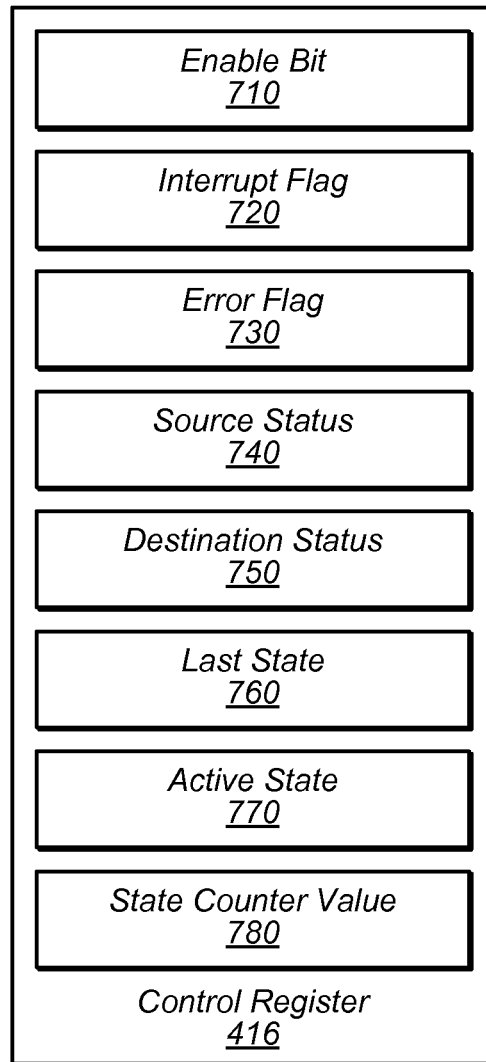 Enable Bit
710
Interrupt Flag
720
Error Flag
730
Source Status
740
Destination Status
750
Last State
760
Active State
770
State Counter Value
780
Control Register
416